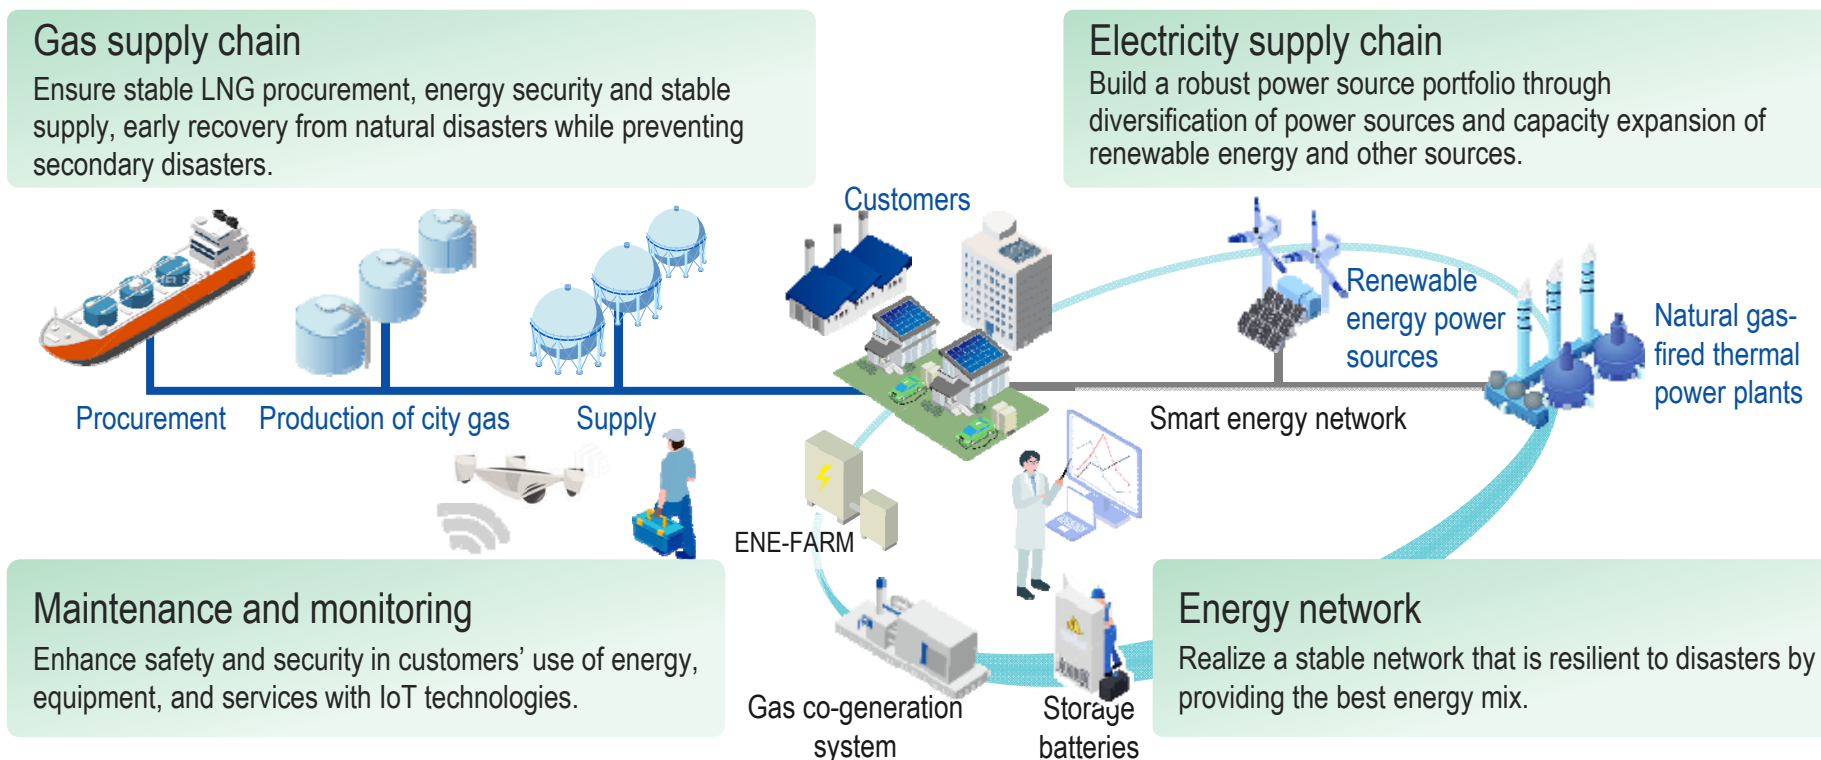 Gas supply chain
Ensure stable LNG procurement, energy security and stable
supply, early recovery from natural disasters while preventing
secondary disasters.
Electricity supply chain
Build a robust power source portfolio through
diversification of power sources and capacity expansion of
renewable energy and other sources.
Customers
Renewable
energy power
sources
Natural gas-
fired thermal
power plants
Procurement
Production of city gas
Supply
Smart energy network
ENE-FARM
Maintenance and monitoring
Enhance safety and security in customers’ use of energy,
equipment, and services with IoT technologies.
Gas co-generation
system
Storage
batteries
Energy network
Realize a stable network that is resilient to disasters by
providing the best energy mix.